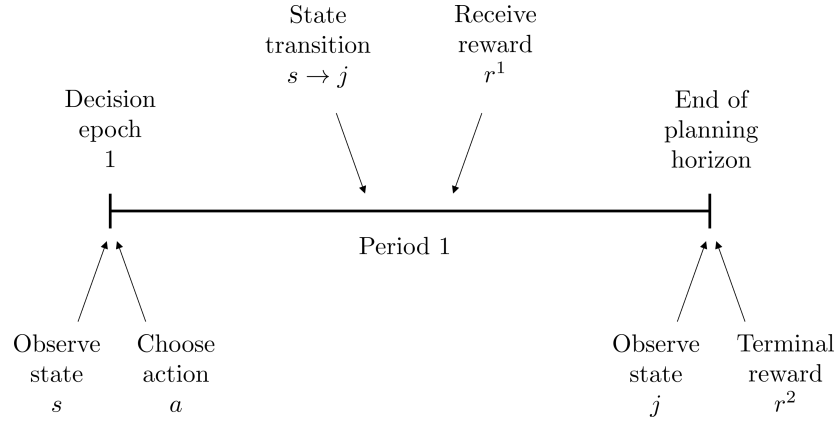 State
transition
s → j
Receive
reward
r¹
Decision
epoch
1
End of
planning
horizon
Period 1
Observe
state
s
Choose
action
a
Observe
state
j
Terminal
reward
r²